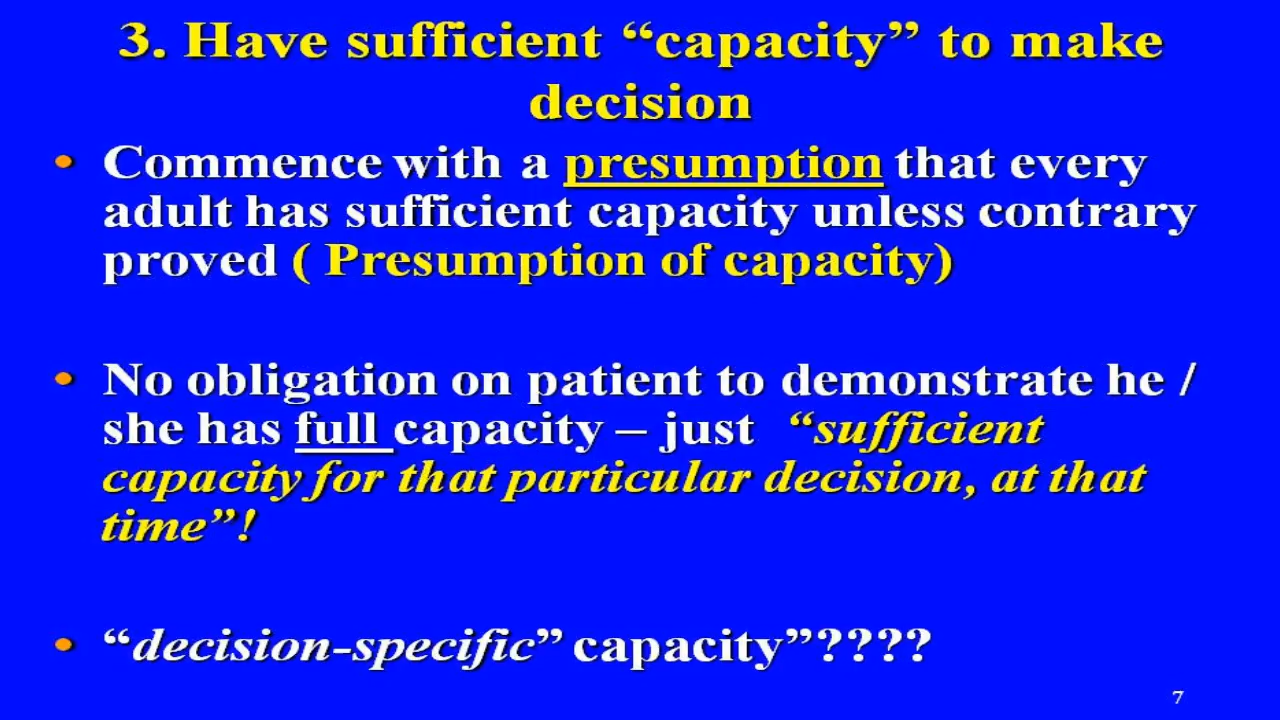 3. Have sufficient “capacity” to make
decision
• Commence with a presumption that every
adult has sufficient capacity unless contrary
proved ( Presumption of capacity)
• No obligation on patient to demonstrate he /
she has full capacity – just “sufficient
capacity for that particular decision, at that
time”!
• “decision-specific” capacity”????
7